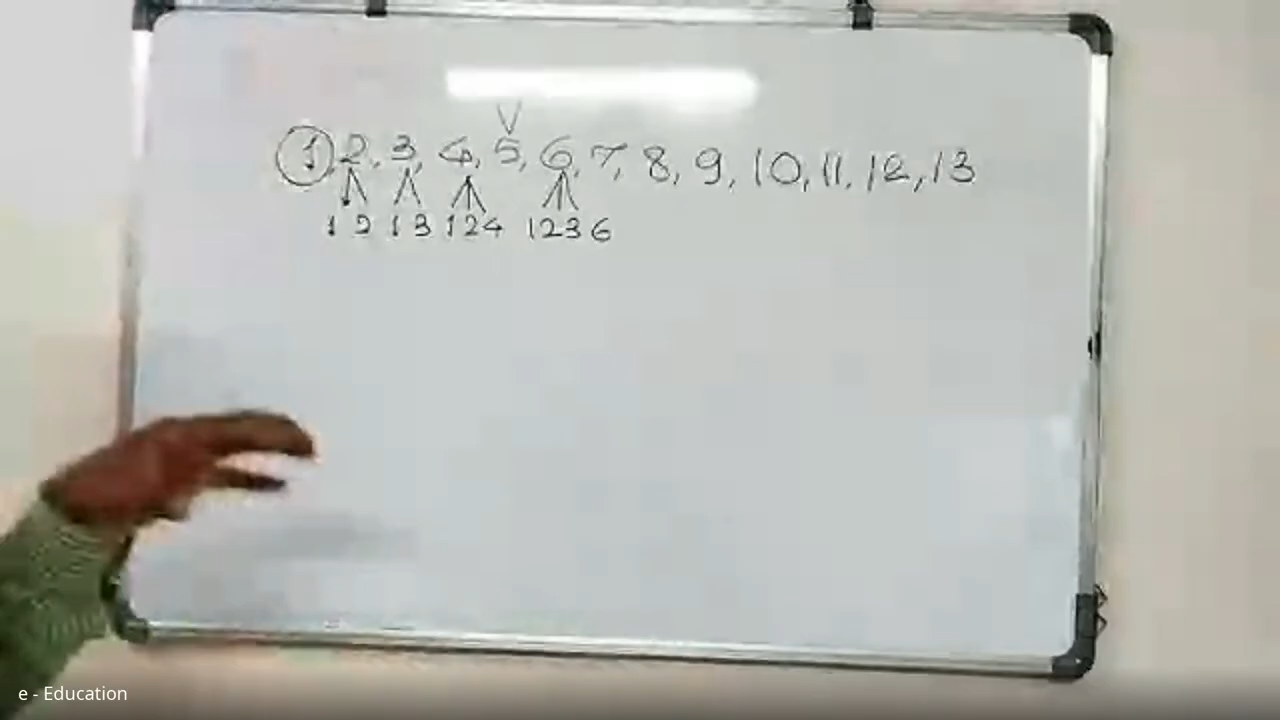 1, 2, 3, 4, 5, 6, 7, 8, 9, 10, 11, 12, 13
1 2 1 3 1 2 4 1 2 3 6
e - Education